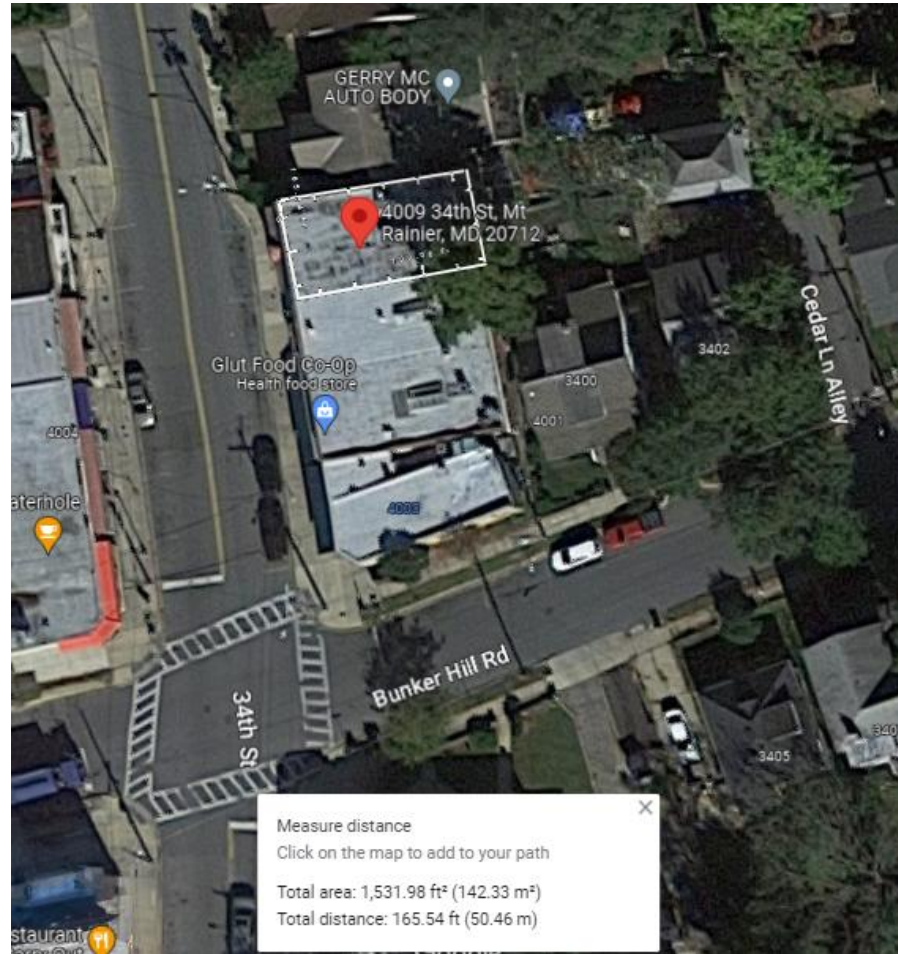 GERRY MC
AUTO BODY
4009 34th St, Mt
Rainier, MD 20712
Cedar Ln Alley
3402
Glut Food Co-Op
Health food store
3400
4001
4004
aterhole
4003
34th St
Bunker Hill Rd
3405
340
Measure distance
Click on the map to add to your path
Total area: 1,531.98 ft² (142.33 m²)
Total distance: 165.54 ft (50.46 m)
staurant